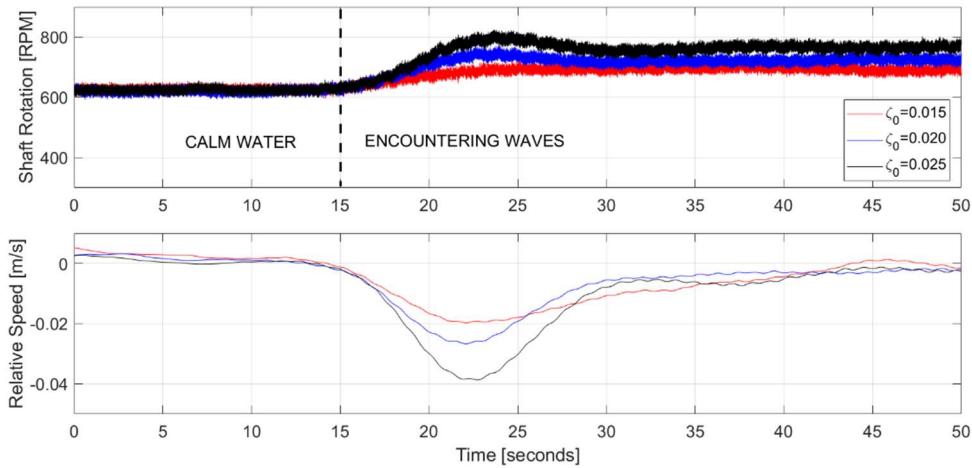 Shaft Rotation [RPM]
800
600
400
CALM WATER
ENCOUNTERING WAVES
ζ0=0.015
ζ0=0.020
ζ0=0.025
0 5 10 15 20 25 30 35 40 45 50
Relative Speed [m/s]
0
-0.02
-0.04
0 5 10 15 20 25 30 35 40 45 50
Time [seconds]